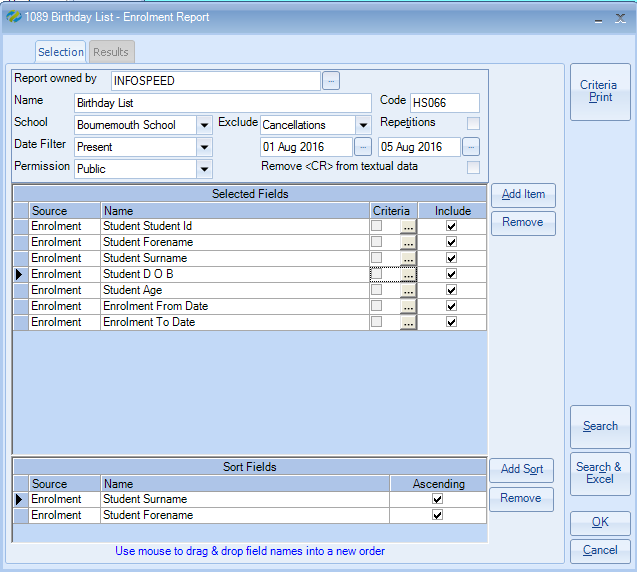 1089 Birthday List - Enrolment Report
Selection Results
Report owned by INFOSPEED ...
Name Birthday List Code HS066
School Bournemouth School Exclude Cancellations Repetitions
Date Filter Present 01 Aug 2016 ... 05 Aug 2016 ...
Permission Public Remove <CR> from textual data
Criteria
Print
Selected Fields
Source Name Criteria Include
Enrolment Student Student Id ...
Enrolment Student Forename ...
Enrolment Student Surname ...
Enrolment Student D O B ...
Enrolment Student Age ...
Enrolment Enrolment From Date ...
Enrolment Enrolment To Date ...
Add Item
Remove
Search
Search &
Excel
OK
Cancel
Sort Fields
Source Name Ascending
Enrolment Student Surname
Enrolment Student Forename
Add Sort
Remove
Use mouse to drag & drop field names into a new order